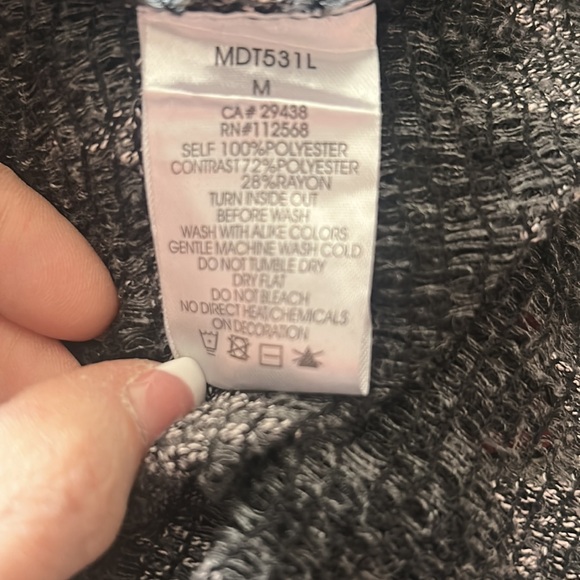 MDT531L
M
CA# 29438
RN#112568
SELF 100%POLYESTER
CONTRAST72%POLYESTER
28%RAYON
TURN INSIDE OUT
BEFORE WASH
WASH WITH ALIKE COLORS
GENTLE MACHINE WASH COLD
DO NOT TUMBLE DRY
DRY FLAT
DO NOT BLEACH
NO DIRECT HEAT/CHEMICALS
ON DECORATION